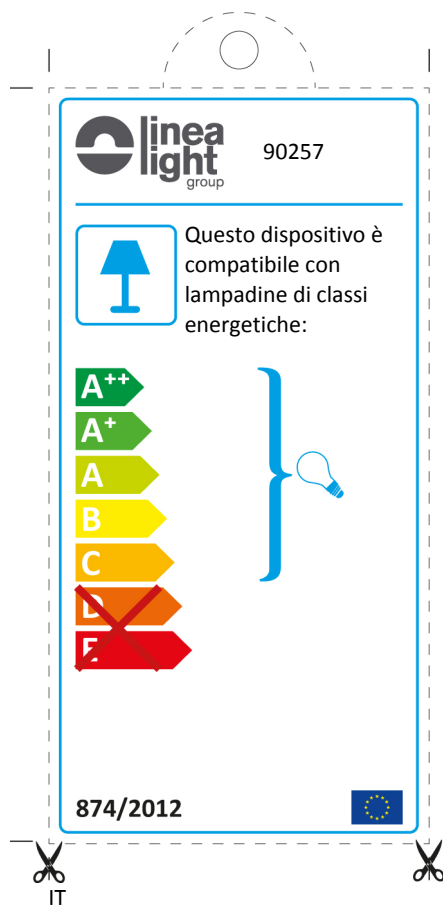 linea
light
group
90257
Questo dispositivo è
compatibile con
lampadine di classi
energetiche:
A++
A+
A
B
C
D
E
874/2012
IT